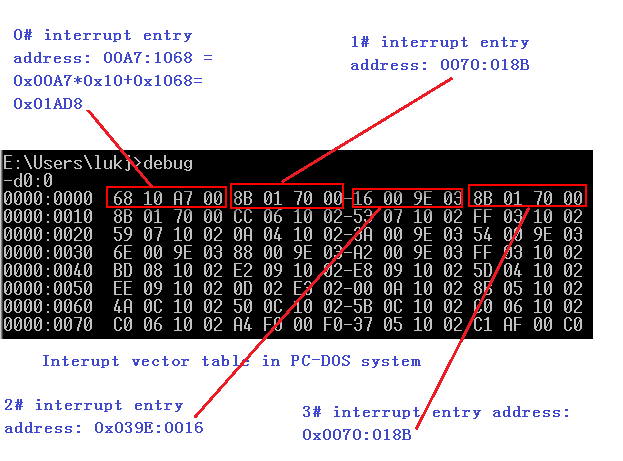 0# interrupt entry
address: 00A7:1068 =
0x00A7*0x10+0x1068=
0x01AD8
1# interrupt entry
address: 0070:018B
E:\Users\lukj>debug
-d0:0
0000:0000 68 10 A7 00 8B 01 70 00-16 00 9E 03 8B 01 70 00
0000:0010 8B 01 70 00 CC 06 10 02-53 07 10 02 FF 03 10 02
0000:0020 59 07 10 02 0A 04 10 02-3A 00 9E 03 54 00 9E 03
0000:0030 6E 00 9E 03 88 00 9E 03-A2 00 9E 03 FF 03 10 02
0000:0040 BD 08 10 02 E2 09 10 02-E8 09 10 02 5D 04 10 02
0000:0050 EE 09 10 02 0D 02 E3 02-00 0A 10 02 8B 05 10 02
0000:0060 4A 0C 10 02 50 0C 10 02-5B 0C 10 02 C0 06 10 02
0000:0070 C0 06 10 02 A4 F0 00 F0-37 05 10 02 C1 AF 00 C0
Interupt vector table in PC-DOS system
2# interrupt entry
address: 0x039E:0016
3# interrupt entry address:
0x0070:018B